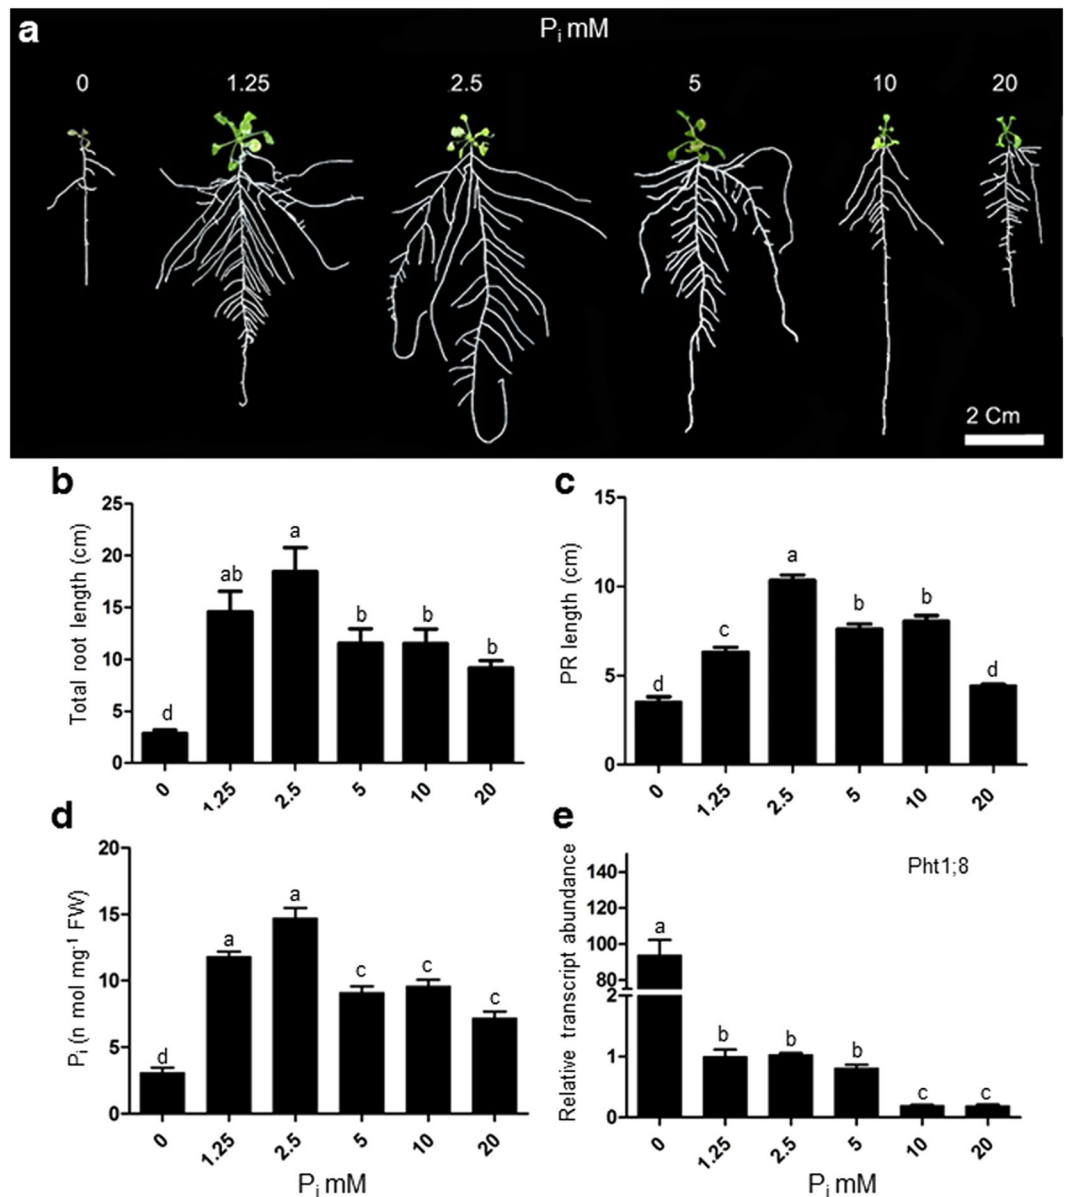 a
Pi mM
0 1.25 2.5 5 10 20
2 Cm
b
Total root length (cm)
25
20
15
10
5
0
d ab a b b b
0 1.25 2.5 5 10 20
c
PR length (cm)
15
10
5
0
d c a b b d
0 1.25 2.5 5 10 20
d
Pi (n mol mg-1 FW)
20
15
10
5
0
d a a c c c
0 1.25 2.5 5 10 20
Pi mM
e
Relative transcript abundance
Pht1;8
140
120
100
80
2
2
1
0
a b b b c c
0 1.25 2.5 5 10 20
Pi mM